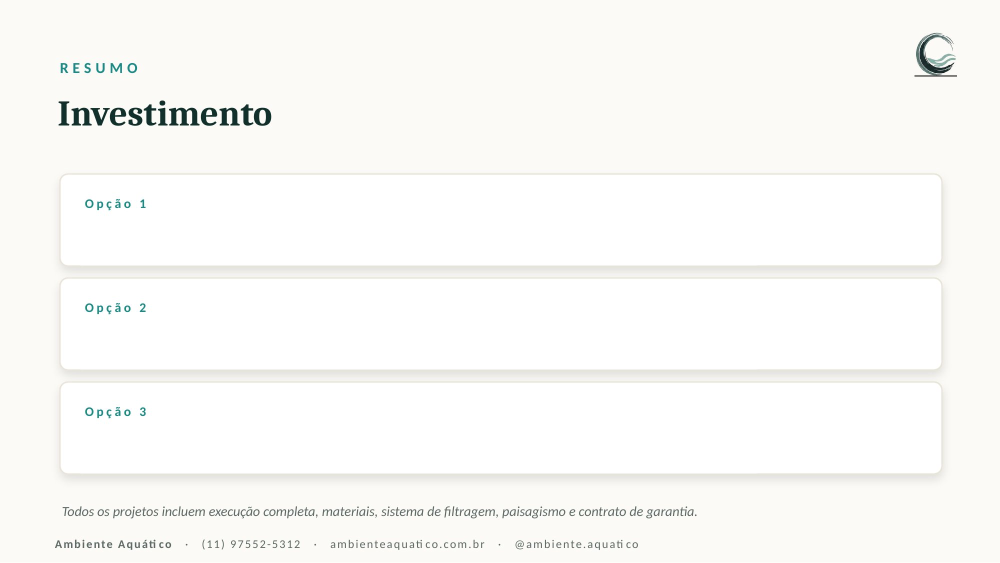 RESUMO
Investimento
Opção 1
Opção 2
Opção 3
Todos os projetos incluem execução completa, materiais, sistema de filtragem, paisagismo e contrato de garantia.
Ambiente Aquático · (11) 97552-5312 · ambienteaquatico.com.br · @ambiente.aquatico